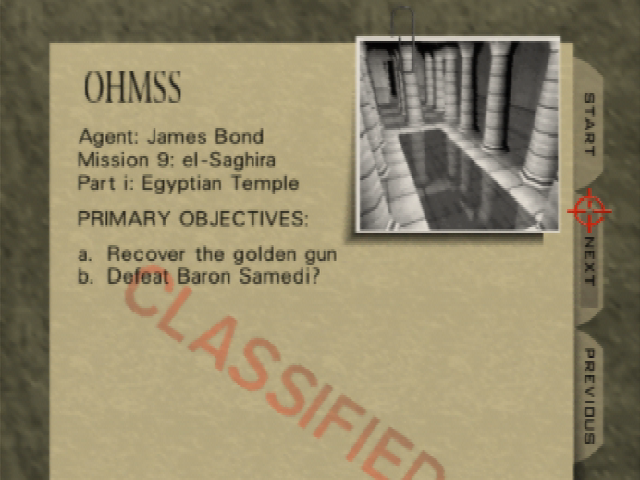 OHMSS
Agent: James Bond
Mission 9: el-Saghira
Part i: Egyptian Temple
PRIMARY OBJECTIVES:
a. Recover the golden gun
b. Defeat Baron Samedi?
CLASSIFIED
START
NEXT
PREVIOUS